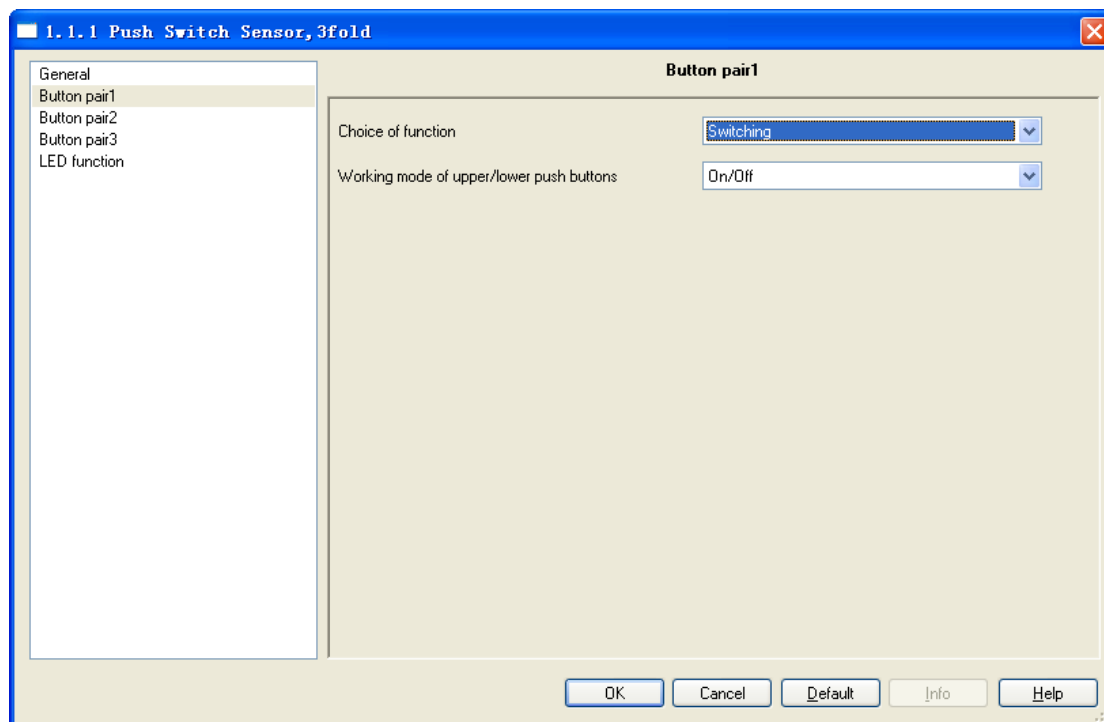 1.1.1 Push Switch Sensor,3fold
General
Button pair1
Button pair2
Button pair3
LED function
Button pair1
Choice of function
Switching
Working mode of upper/lower push buttons
On/Off
OK
Cancel
Default
Info
Help